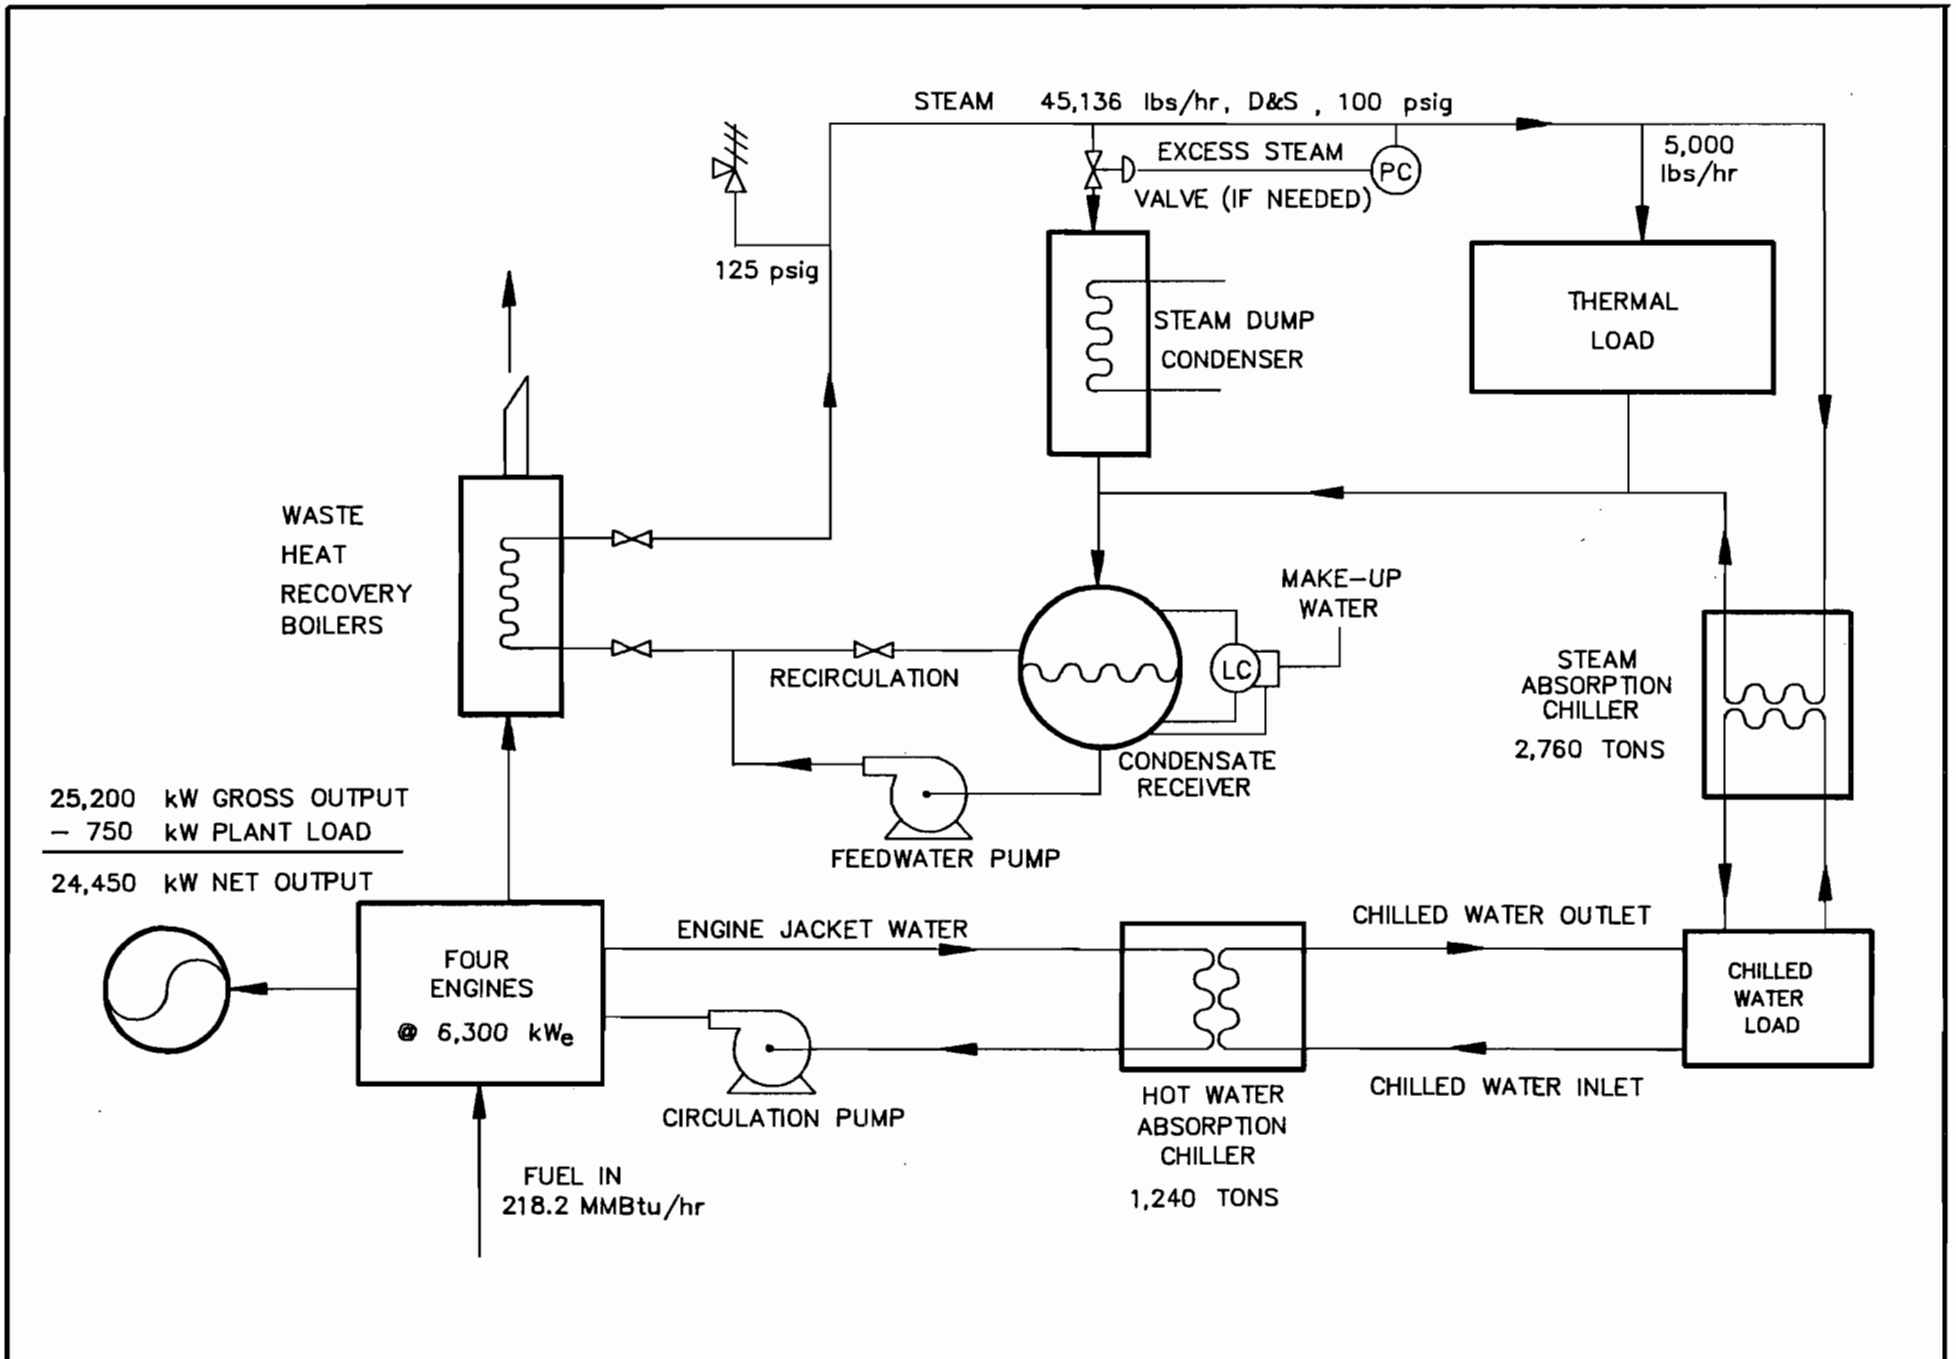 STEAM 45,136 lbs/hr, D&S , 100 psig
EXCESS STEAM
VALVE (IF NEEDED)
PC
5,000
lbs/hr
125 psig
STEAM DUMP
CONDENSER
THERMAL
LOAD
WASTE
HEAT
RECOVERY
BOILERS
MAKE-UP
WATER
LC
RECIRCULATION
CONDENSATE
RECEIVER
STEAM
ABSORPTION
CHILLER
2,760 TONS
FEEDWATER PUMP
25,200 kW GROSS OUTPUT
- 750 kW PLANT LOAD
24,450 kW NET OUTPUT
FOUR
ENGINES
@ 6,300 kWe
ENGINE JACKET WATER
CHILLED WATER OUTLET
CHILLED
WATER
LOAD
CIRCULATION PUMP
CHILLED WATER INLET
HOT WATER
ABSORPTION
CHILLER
1,240 TONS
FUEL IN
218.2 MMBtu/hr